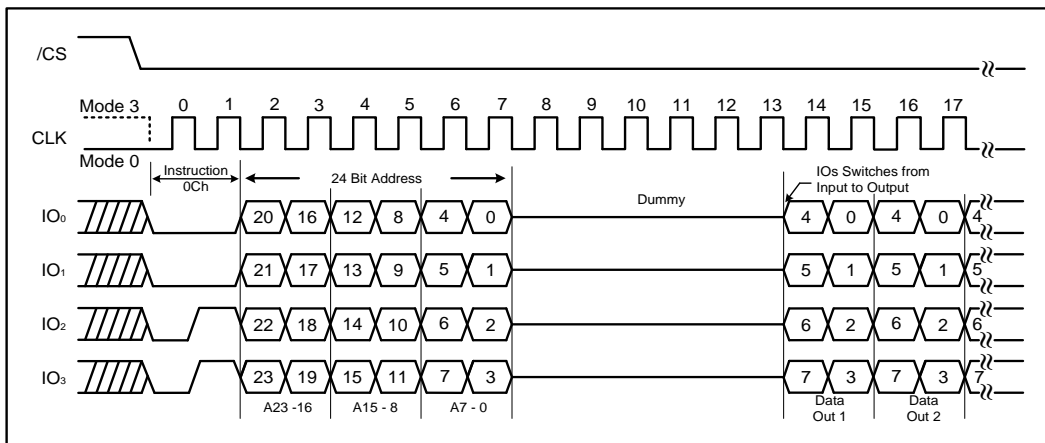 /CS
Mode 3
0 1 2 3 4 5 6 7 8 9 10 11 12 13 14 15 16 17
CLK
Mode 0
Instruction
0Ch
24 Bit Address
Dummy
IOs Switches from
Input to Output
IO0 20 16 12 8 4 0 4 0 4 0 4
IO1 21 17 13 9 5 1 5 1 5 1 5
IO2 22 18 14 10 6 2 6 2 6 2 6
IO3 23 19 15 11 7 3 7 3 7 3 7
A23 -16 A15 - 8 A7 - 0
Data
Out 1
Data
Out 2